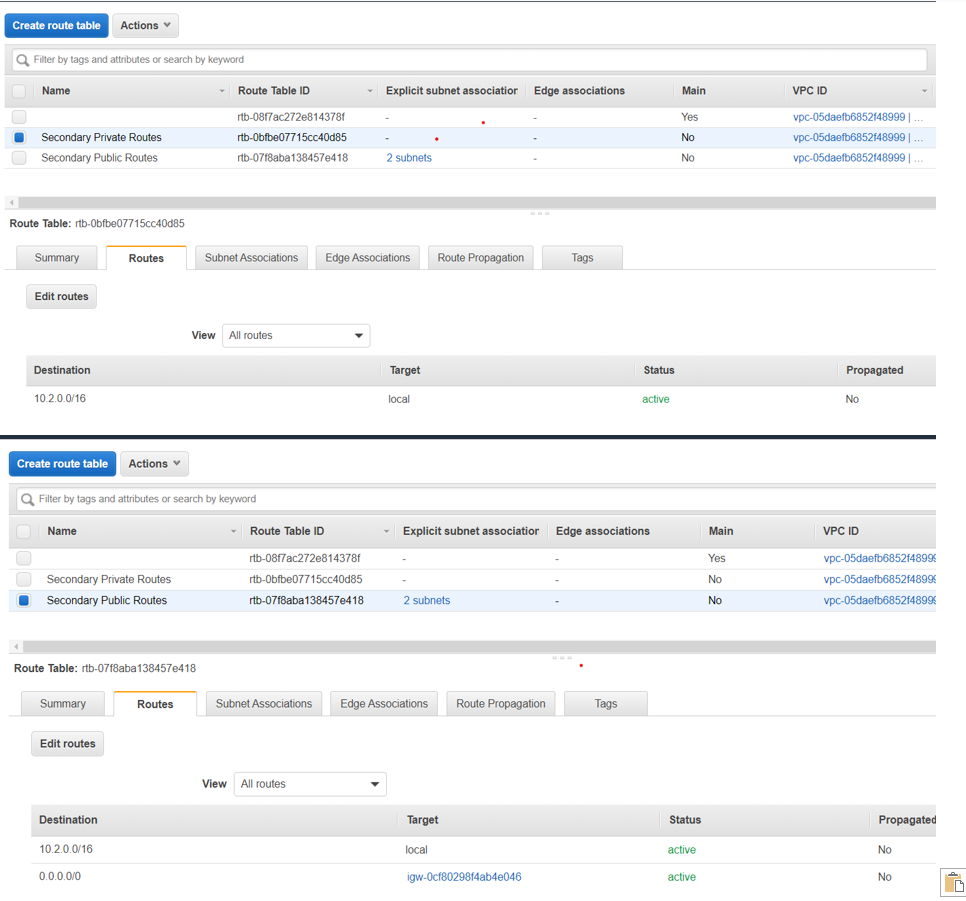 Create route table Actions
Filter by tags and attributes or search by keyword
Name Route Table ID Explicit subnet association Edge associations Main VPC ID
rtb-08f7ac272e814378f - - Yes vpc-05daefb6852f48999 | ...
Secondary Private Routes rtb-0bfbe07715cc40d85 - - No vpc-05daefb6852f48999 | ...
Secondary Public Routes rtb-07f8aba138457e418 2 subnets - No vpc-05daefb6852f48999 | ...
Route Table: rtb-0bfbe07715cc40d85
Summary Routes Subnet Associations Edge Associations Route Propagation Tags
Edit routes
View All routes
Destination Target Status Propagated
10.2.0.0/16 local active No
Create route table Actions
Filter by tags and attributes or search by keyword
Name Route Table ID Explicit subnet association Edge associations Main VPC ID
rtb-08f7ac272e814378f - - Yes vpc-05daefb6852f48999
Secondary Private Routes rtb-0bfbe07715cc40d85 - - No vpc-05daefb6852f48999
Secondary Public Routes rtb-07f8aba138457e418 2 subnets - No vpc-05daefb6852f48999
Route Table: rtb-07f8aba138457e418
Summary Routes Subnet Associations Edge Associations Route Propagation Tags
Edit routes
View All routes
Destination Target Status Propagated
10.2.0.0/16 local active No
0.0.0.0/0 igw-0cf80298f4ab4e046 active No